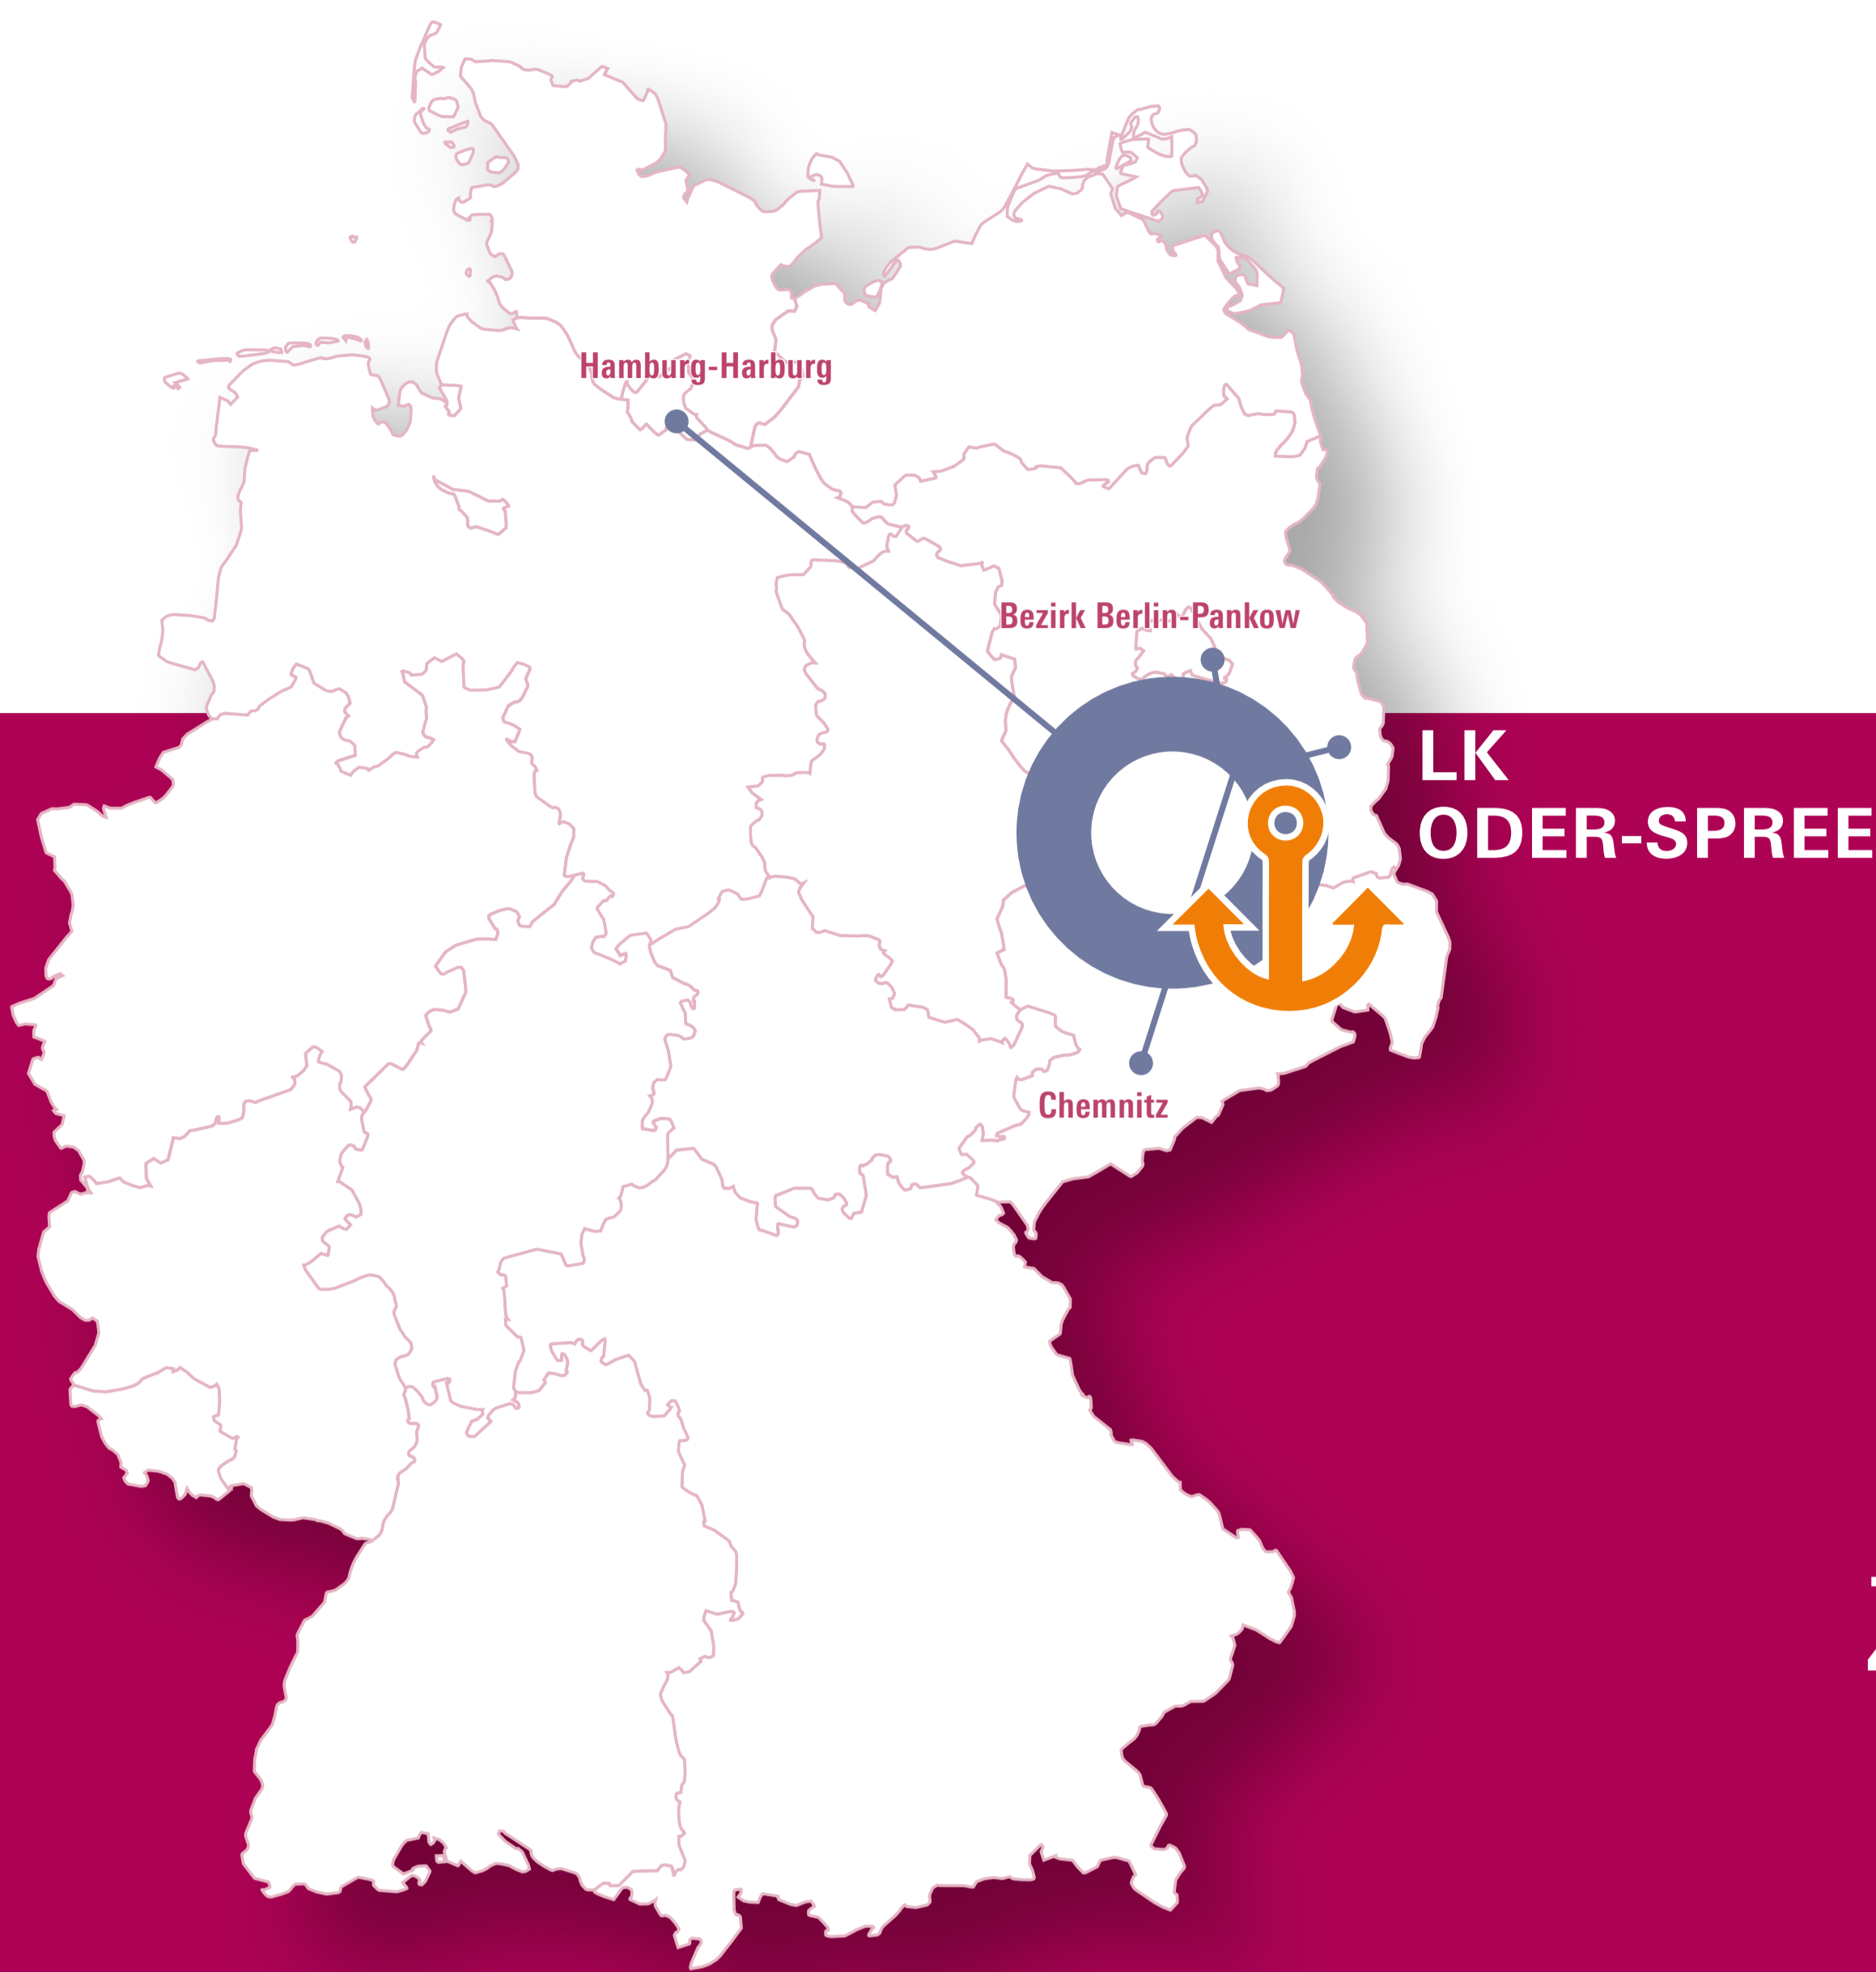 Hamburg-Harburg
Bezirk Berlin-Pankow
LK
ODER-SPREE
Chemnitz